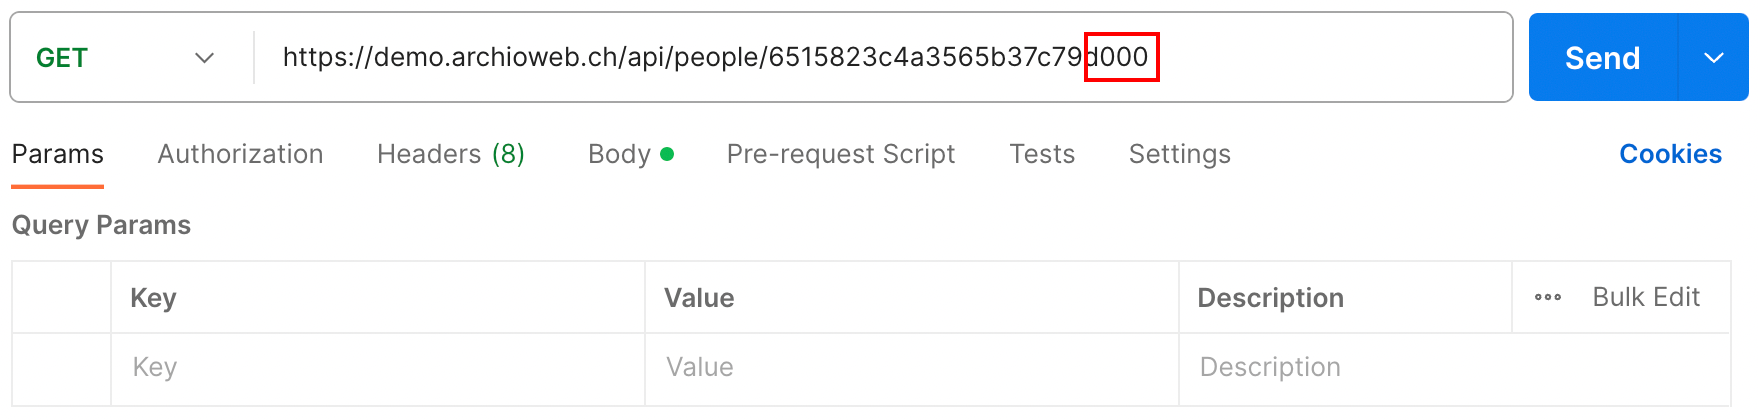 GET https://demo.archioweb.ch/api/people/6515823c4a3565b37c79d000 Send
Params Authorization Headers (8) Body Pre-request Script Tests Settings Cookies
Query Params
Key Value Description Bulk Edit
Key Value Description